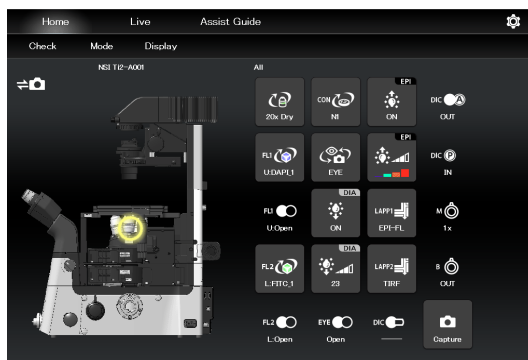 Home Live Assist Guide
Check Mode Display
NSI Ti2-A001
All
20x Dry
CON
N1
EPI
ON
DIC A
OUT
FL1
U:DAPI_1
EYE
EPI
DIC P
IN
FL1
U:Open
DIA
ON
LAPP1
EPI-FL
M
1x
FL2
L:FITC_1
DIA
23
LAPP2
TIRF
B
OUT
FL2
L:Open
EYE
Open
DIC
Capture